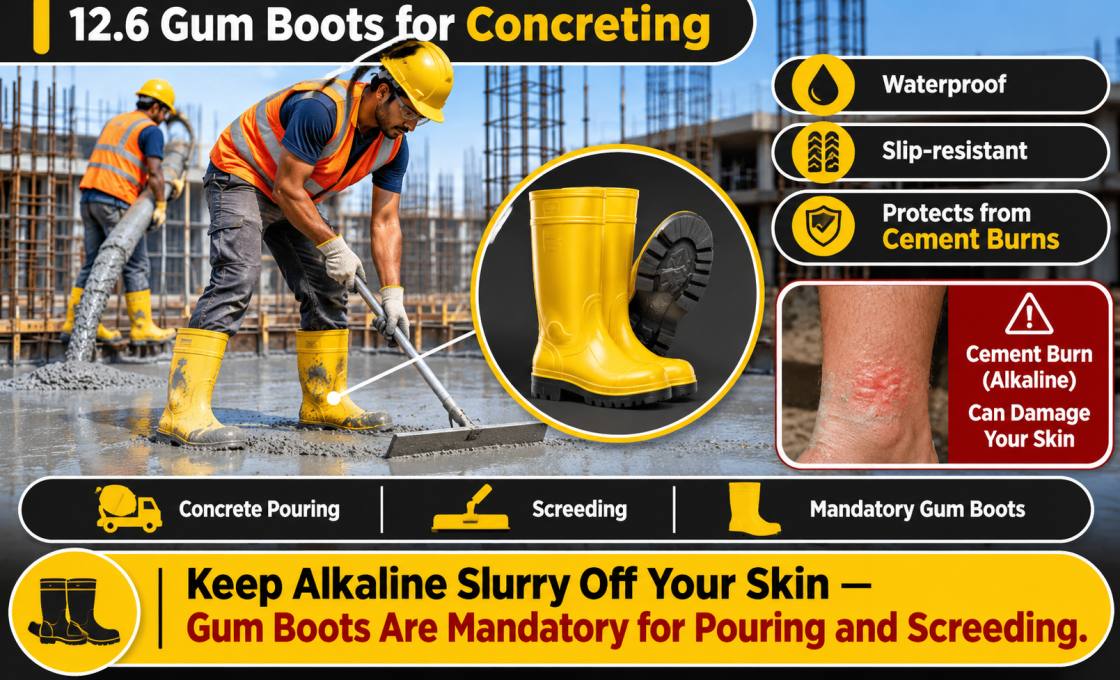 12.6 Gum Boots for Concreting
Waterproof
Slip-resistant
Protects from
Cement Burns
Cement Burn
(Alkaline)
Can Damage
Your Skin
Concrete Pouring
Screeding
Mandatory Gum Boots
Keep Alkaline Slurry Off Your Skin —
Gum Boots Are Mandatory for Pouring and Screeding.